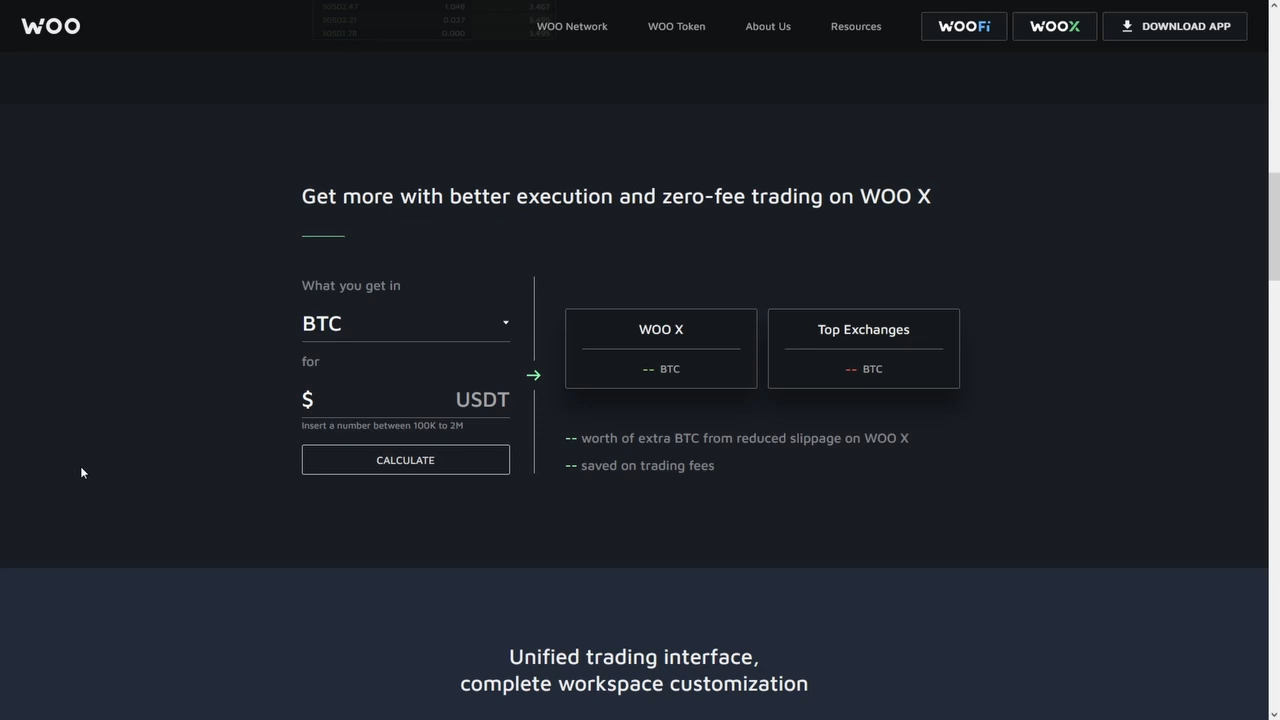 WOO
WOO Network
WOO Token
About Us
Resources
WOOFi
WOOX
DOWNLOAD APP
Get more with better execution and zero-fee trading on WOO X
What you get in
BTC
for
$ USDT
Insert a number between 100K to 2M
CALCULATE
WOO X
-- BTC
Top Exchanges
-- BTC
-- worth of extra BTC from reduced slippage on WOO X
-- saved on trading fees
Unified trading interface,
complete workspace customization